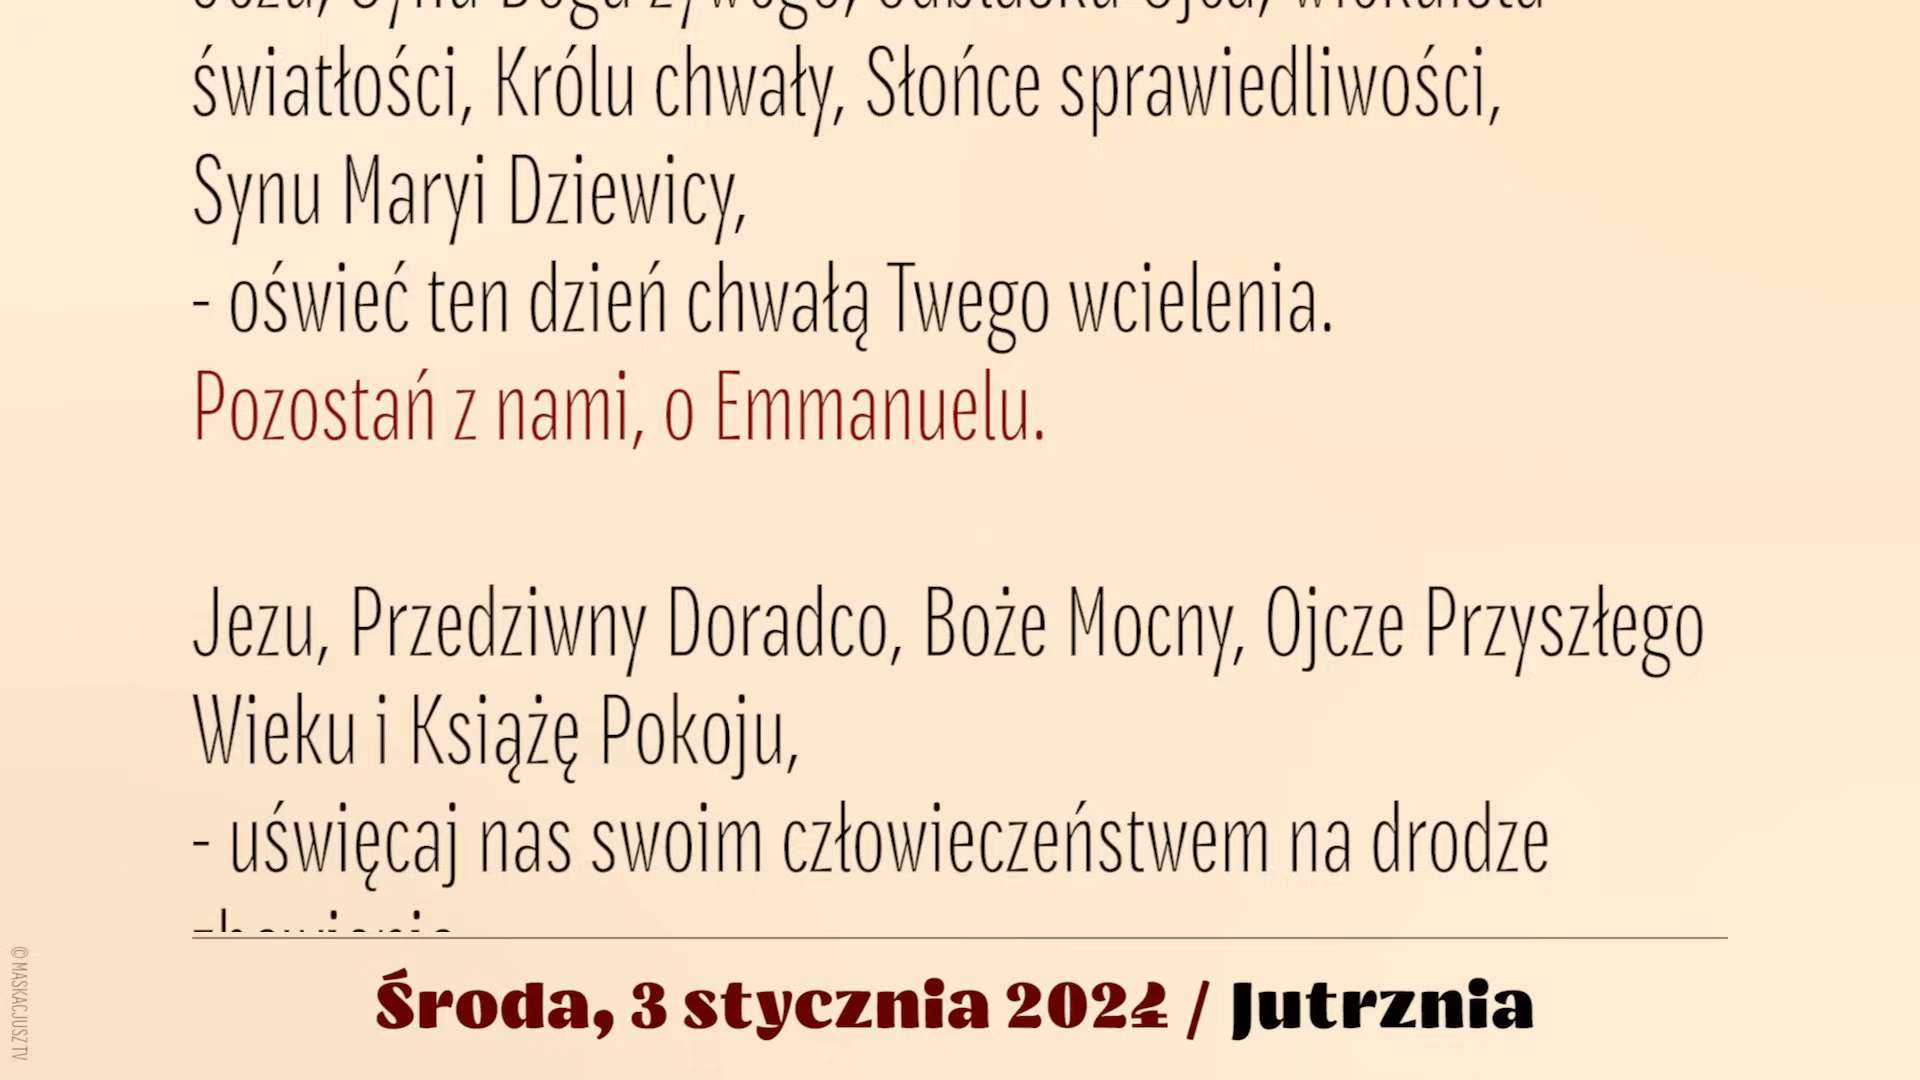 światłości, Królu chwały, Słońce sprawiedliwości,
Synu Maryi Dziewicy,
- oświeć ten dzień chwałą Twego wcielenia.
Pozostań z nami, o Emmanuelu.
Jezu, Przedziwny Doradco, Boże Mocny, Ojcze Przyszłego
Wieku i Książę Pokoju,
- uświęcaj nas swoim człowieczeństwem na drodze
Środa, 3 stycznia 2024 / Jutrznia
© MASKACJUSZ TV